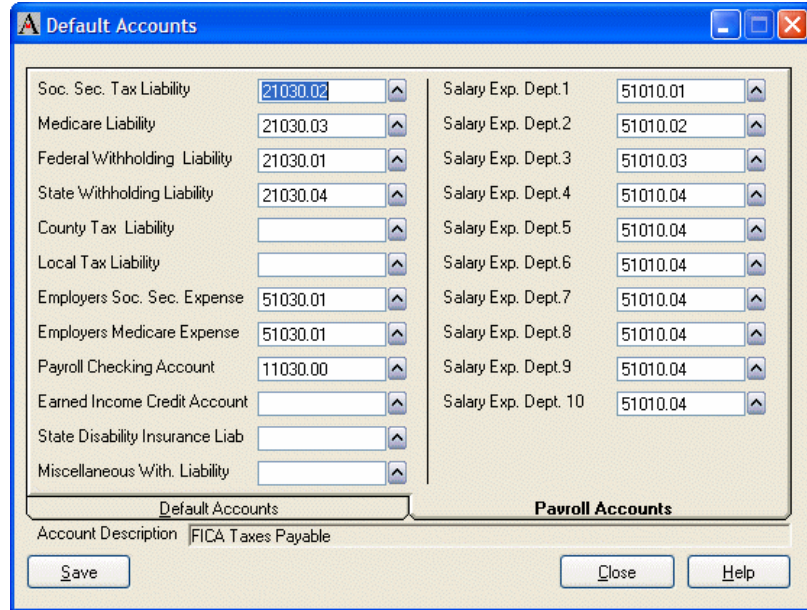 Default Accounts
Soc. Sec. Tax Liability 21030.02
Medicare Liability 21030.03
Federal Withholding Liability 21030.01
State Withholding Liability 21030.04
County Tax Liability
Local Tax Liability
Employers Soc. Sec. Expense 51030.01
Employers Medicare Expense 51030.01
Payroll Checking Account 11030.00
Earned Income Credit Account
State Disability Insurance Liab
Miscellaneous With. Liability
Salary Exp. Dept.1 51010.01
Salary Exp. Dept.2 51010.02
Salary Exp. Dept.3 51010.03
Salary Exp. Dept.4 51010.04
Salary Exp. Dept.5 51010.04
Salary Exp. Dept.6 51010.04
Salary Exp. Dept.7 51010.04
Salary Exp. Dept.8 51010.04
Salary Exp. Dept.9 51010.04
Salary Exp. Dept. 10 51010.04
Default Accounts Payroll Accounts
Account Description FICA Taxes Payable
Save Close Help